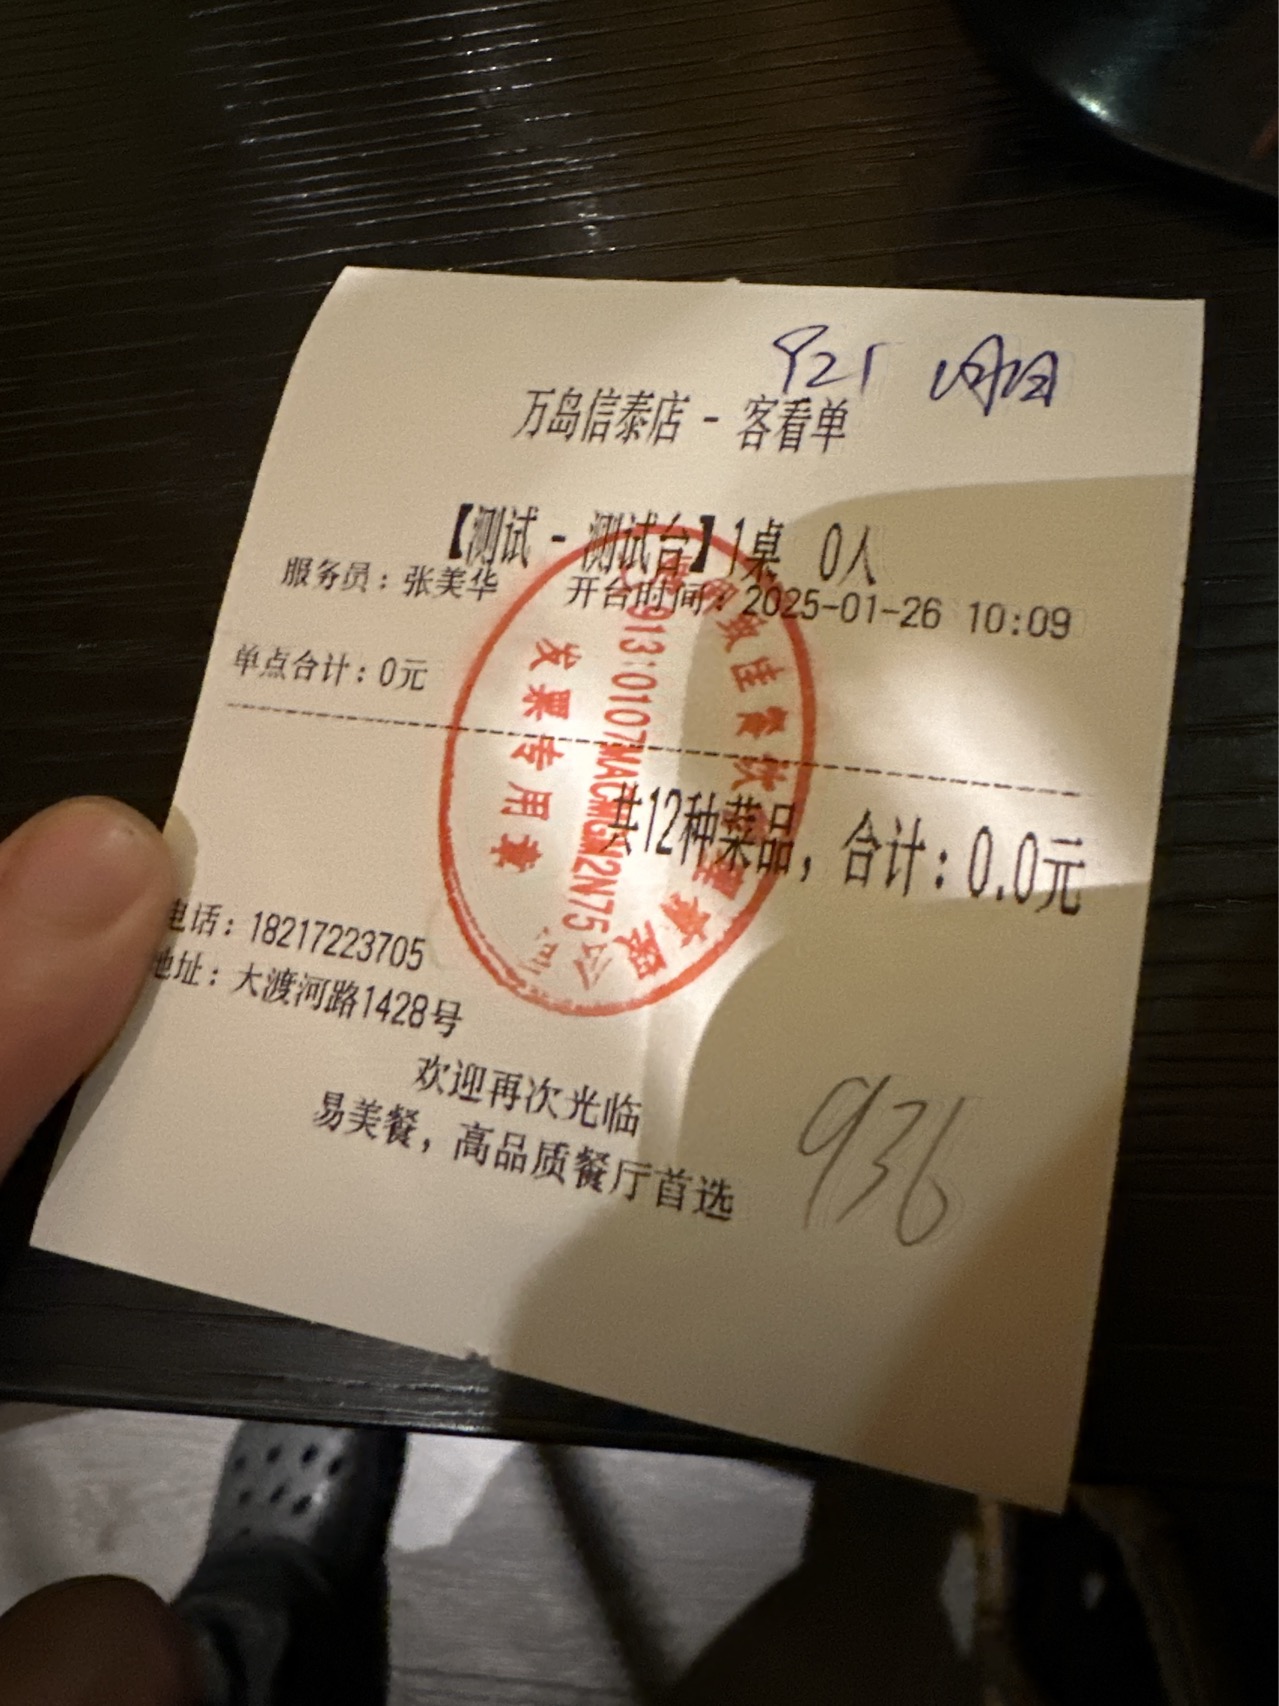 921
万岛信泰店 - 客看单
【测试 - 测试台】1桌 0人
服务员：张美华 开台时间：2025-01-26 10:09
单点合计：0元
共12种菜品，合计：0.0元
913:0107MACMGM2N75
发票专用章
电话：18217223705
地址：大渡河路1428号
欢迎再次光临
易美餐，高品质餐厅首选
936